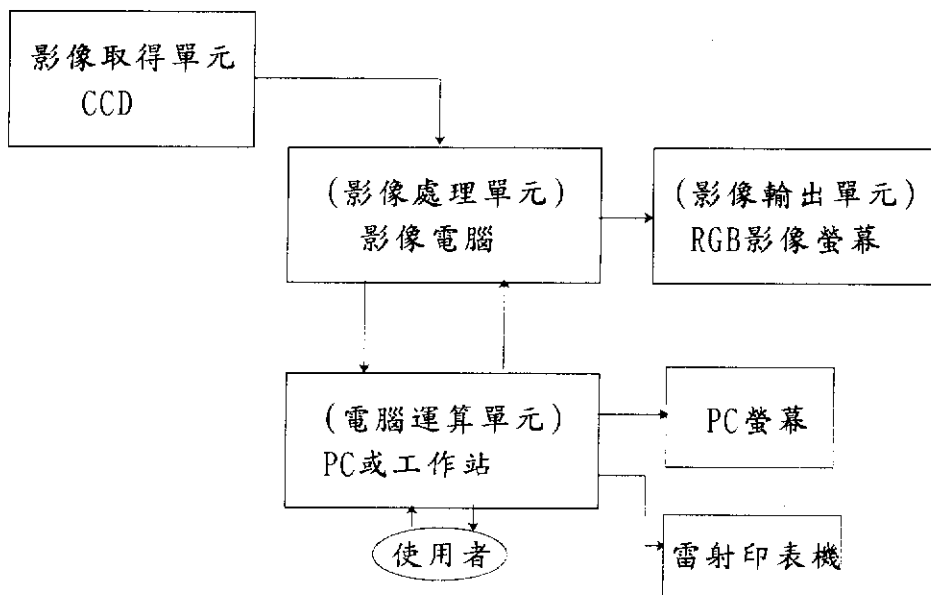 影像取得單元
CCD
(影像處理單元)
影像電腦
(影像輸出單元)
RGB影像螢幕
(電腦運算單元)
PC或工作站
PC螢幕
使用者
雷射印表機